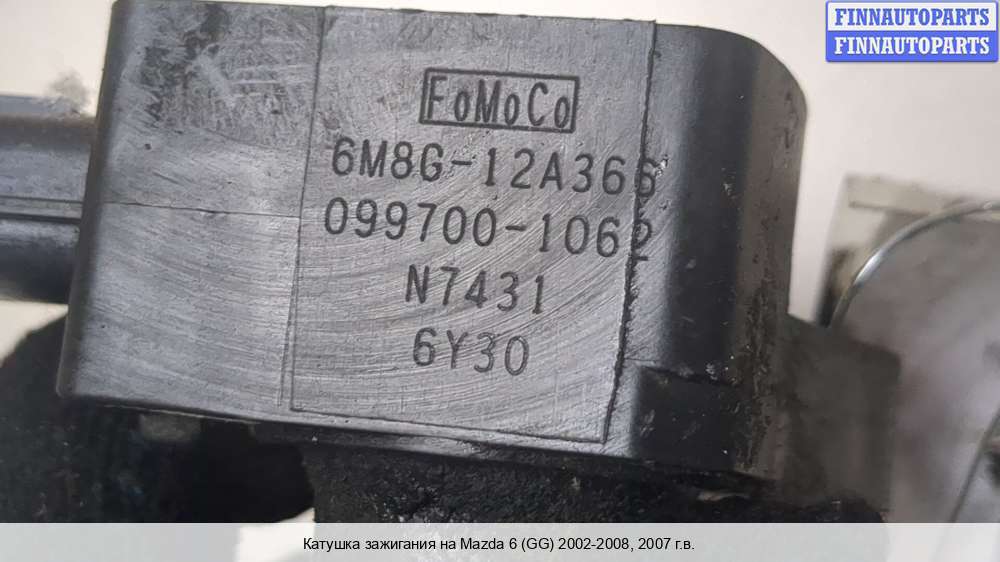 FINNAUTOPARTS
FINNAUTOPARTS
FoMoCo
6M8G-12A366
099700-1062
N7431
6Y30
Катушка зажигания на Mazda 6 (GG) 2002-2008, 2007 г.в.